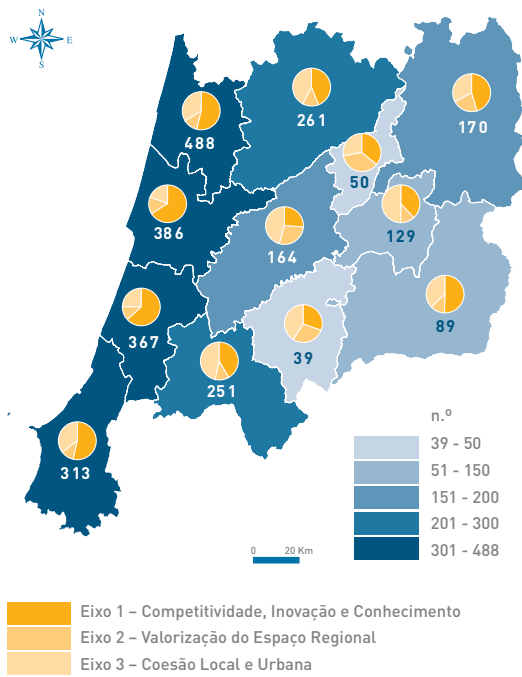 N
W E
S
488
261
170
50
386
129
164
89
367
39
251
313
n.º
39 - 50
51 - 150
151 - 200
201 - 300
301 - 488
0 20 Km
Eixo 1 – Competitividade, Inovação e Conhecimento
Eixo 2 – Valorização do Espaço Regional
Eixo 3 – Coesão Local e Urbana